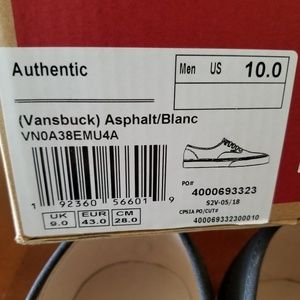 Authentic
Men US 10.0
(Vansbuck) Asphalt/Blanc
VN0A38EMU4A
1 92360 56601 9
PO#
4000693323
S2V-05/18
CPSIA PO/CUT#
400069332300010
UK EUR CM
9.0 43.0 28.0